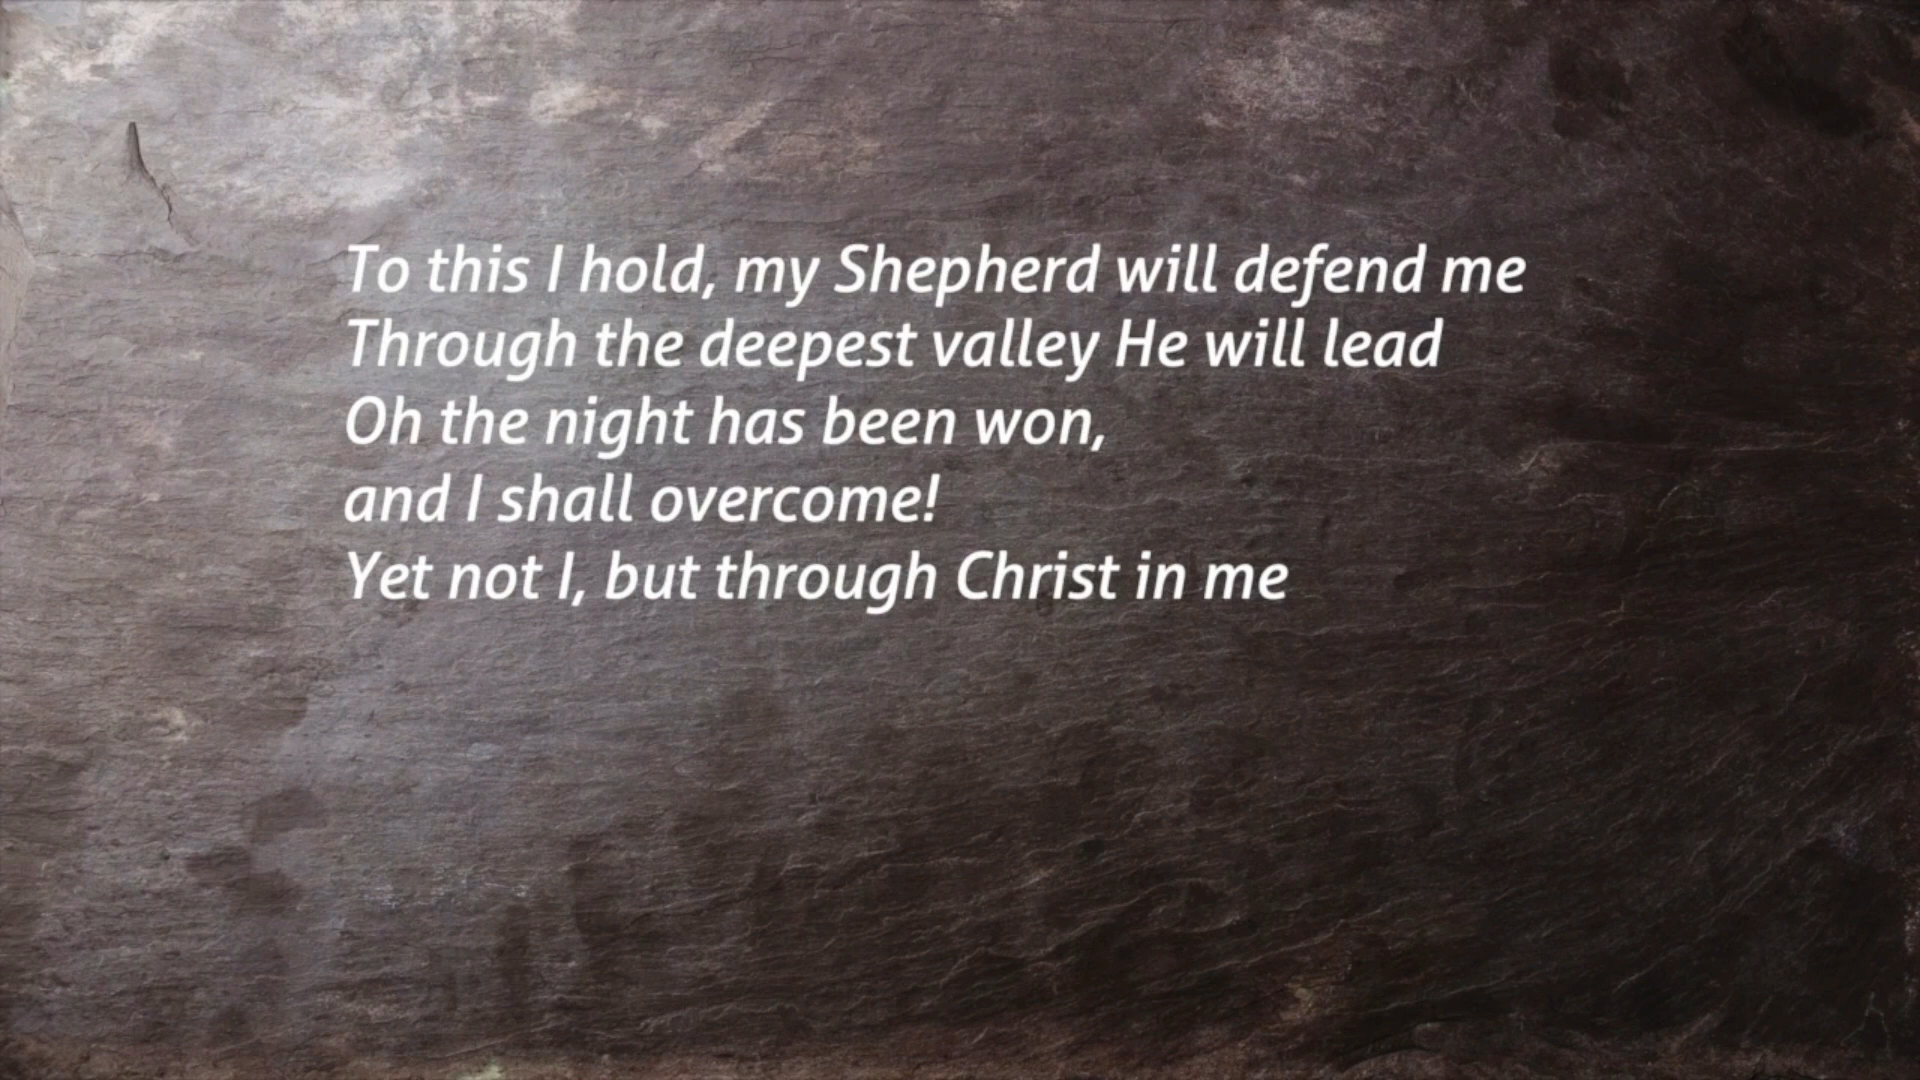 To this I hold, my Shepherd will defend me
Through the deepest valley He will lead
Oh the night has been won,
and I shall overcome!
Yet not I, but through Christ in me